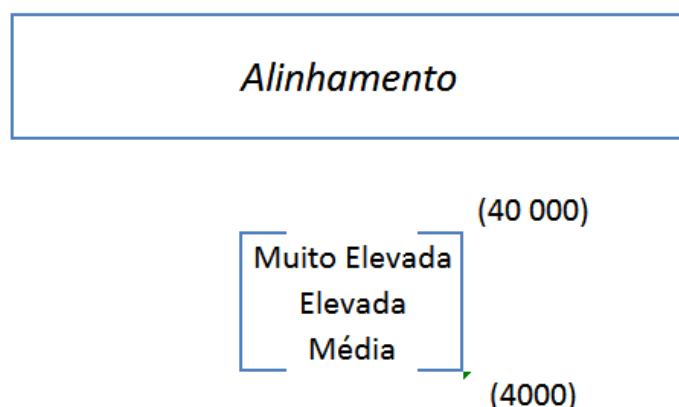 Alinhamento
(40 000)
Muito Elevada
Elevada
Média
(4000)